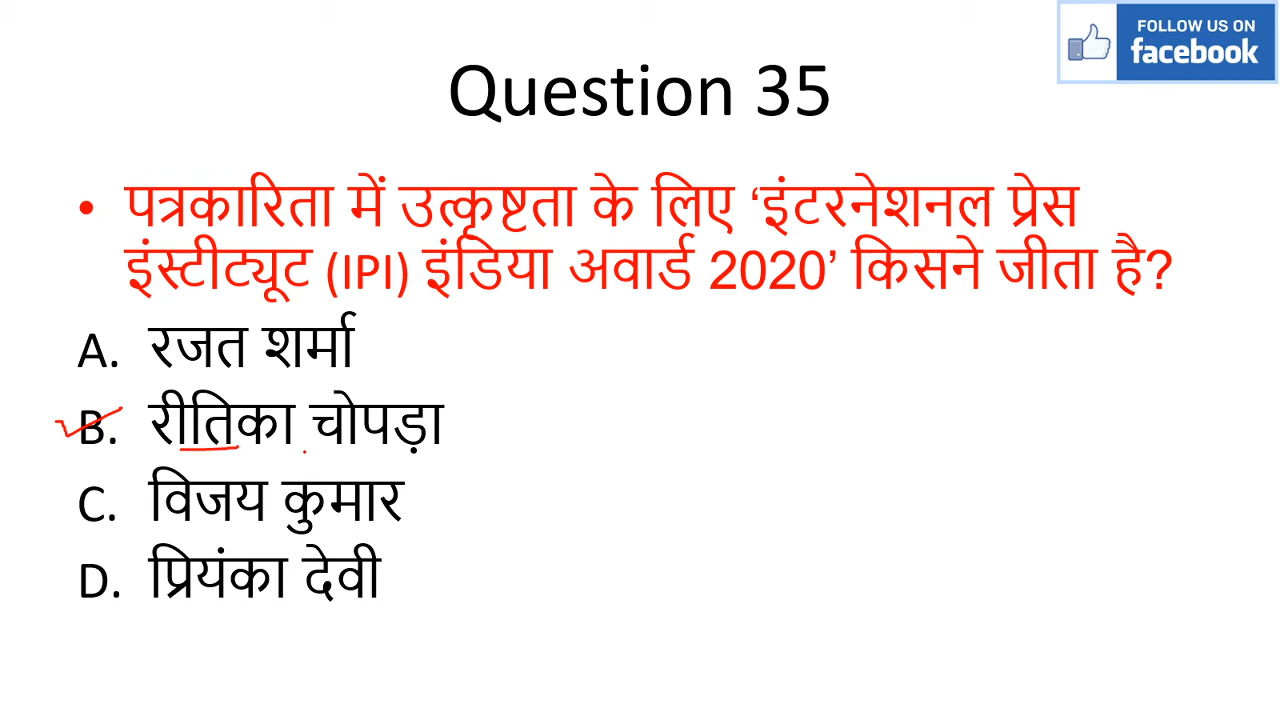 FOLLOW US ON
facebook
Question 35
• पत्रकारिता में उत्कृष्टता के लिए ‘इंटरनेशनल प्रेस
इंस्टीट्यूट (IPI) इंडिया अवार्ड 2020’ किसने जीता है?
A. रजत शर्मा
B. रीतिका चोपड़ा
C. विजय कुमार
D. प्रियंका देवी